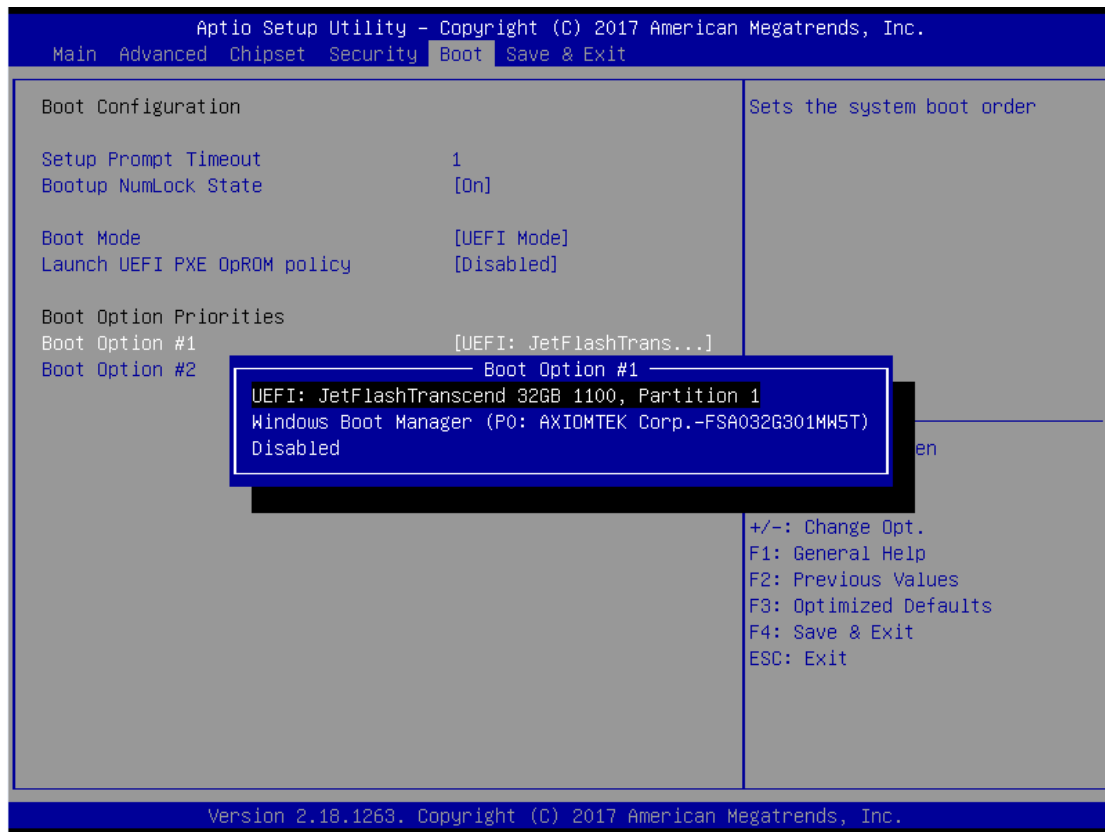 Aptio Setup Utility – Copyright (C) 2017 American Megatrends, Inc.
Main Advanced Chipset Security Boot Save & Exit
Boot Configuration
Setup Prompt Timeout 1
Bootup NumLock State [On]
Boot Mode [UEFI Mode]
Launch UEFI PXE OpROM policy [Disabled]
Boot Option Priorities
Boot Option #1 [UEFI: JetFlashTrans...]
Boot Option #2
Boot Option #1
UEFI: JetFlashTranscend 32GB 1100, Partition 1
Windows Boot Manager (P0: AXIOMTEK Corp.-FSA032G301MW5T)
Disabled
Sets the system boot order
en
+/-: Change Opt.
F1: General Help
F2: Previous Values
F3: Optimized Defaults
F4: Save & Exit
ESC: Exit
Version 2.18.1263. Copyright (C) 2017 American Megatrends, Inc.